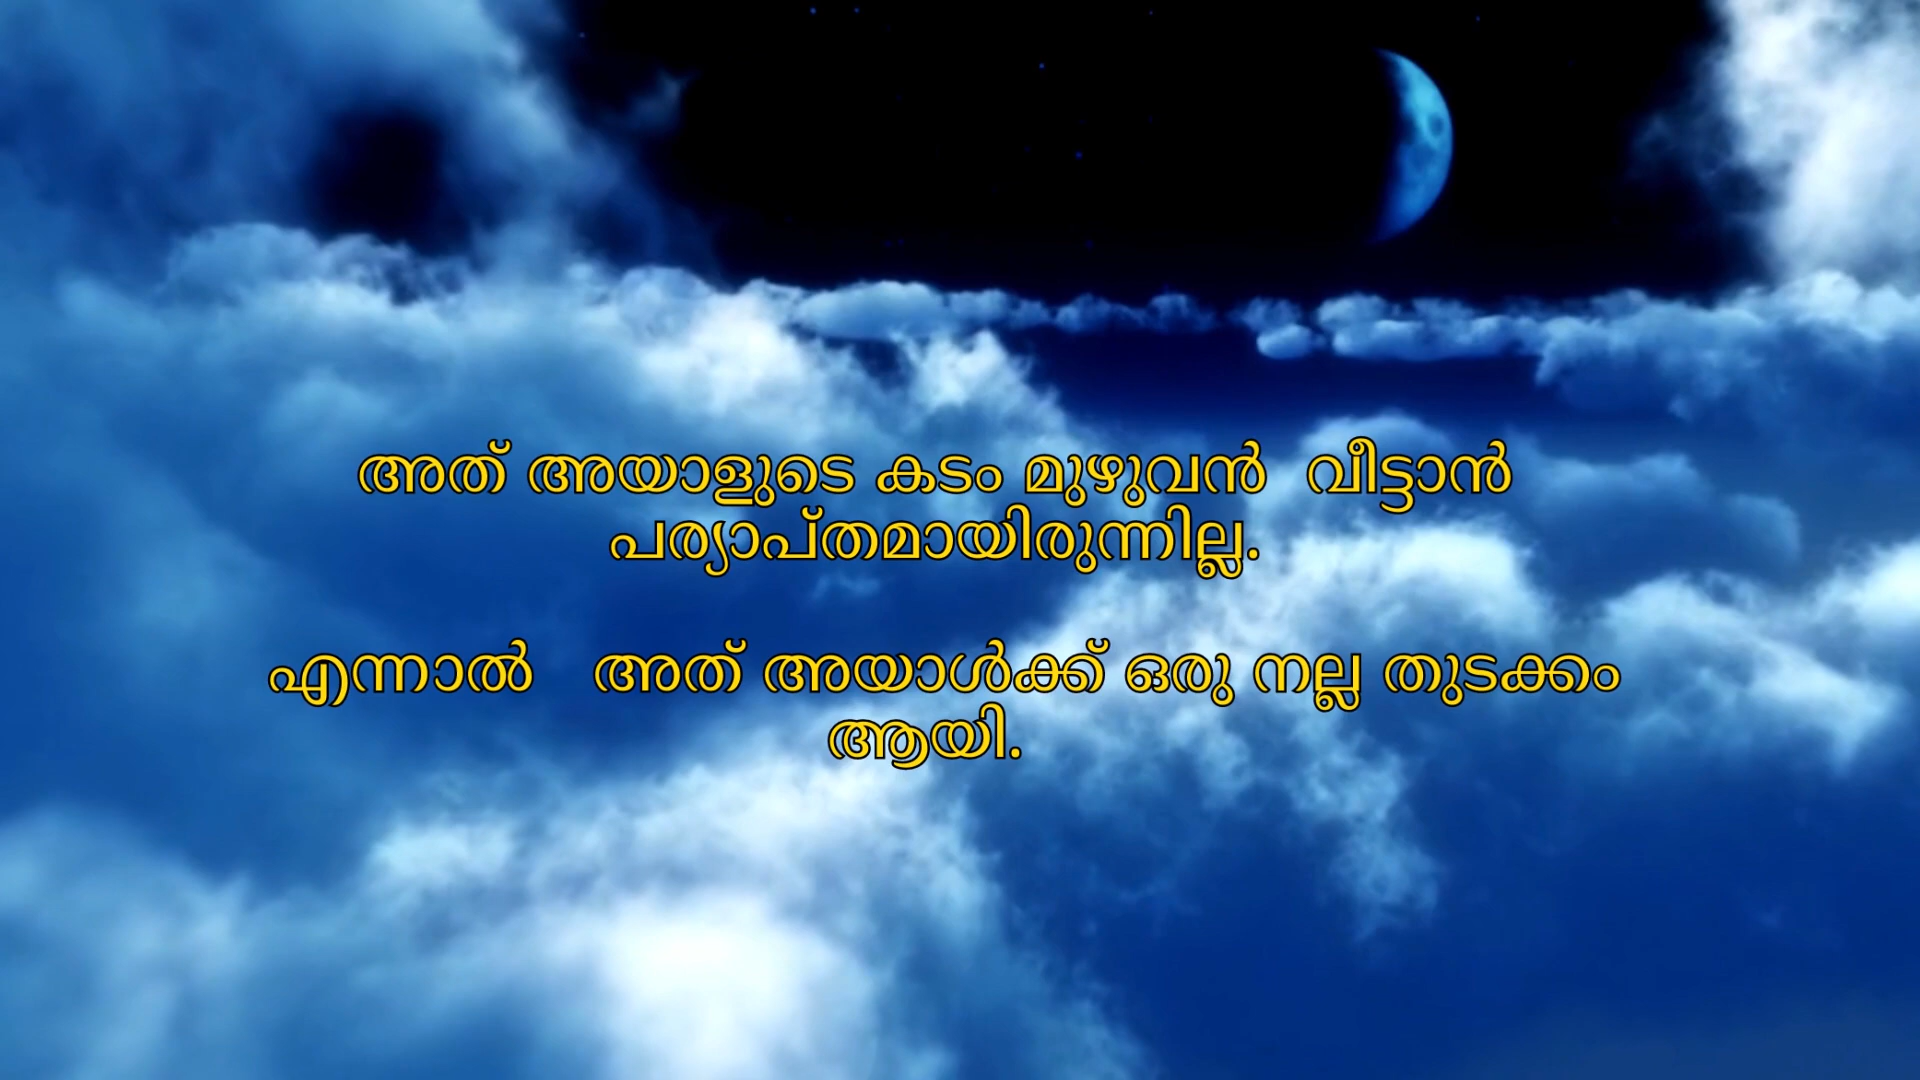 അത് അയാളുടെ കടം മുഴുവൻ  വീട്ടാൻ
പര്യാപ്തമായിരുന്നില്ല.
എന്നാൽ   അത് അയാൾക്ക് ഒരു നല്ല തുടക്കം
ആയി.